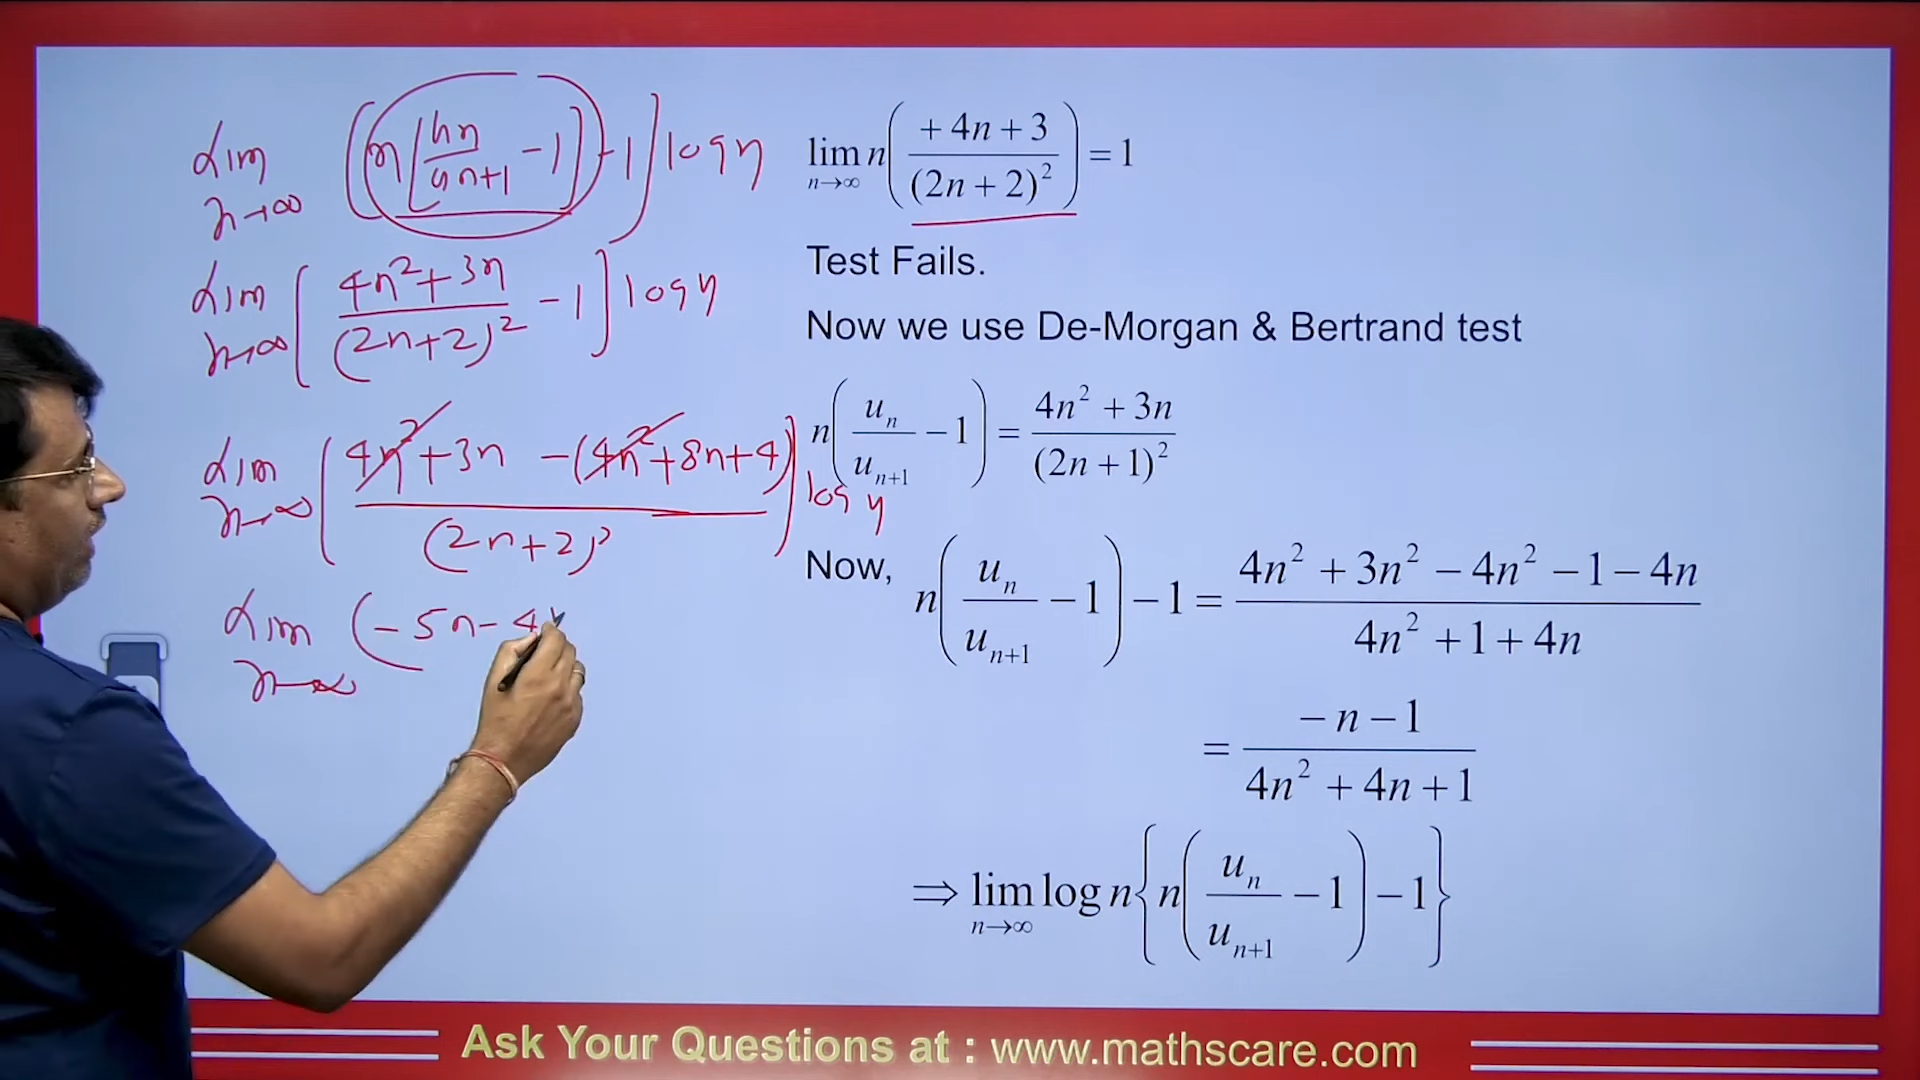 lim n→∞ ([n[un/un+1 - 1]] - 1] log n
lim n→∞ [4n²+3n/(2n+2)² - 1] log n
lim n→∞ (4n²+3n - (4n²+8n+4)/(2n+2)²) log n
lim n→∞ (-5n-4
lim n→∞ n(+4n+3/(2n+2)²) = 1
Test Fails.
Now we use De-Morgan & Bertrand test
n(uₙ/uₙ₊₁ − 1) = 4n² + 3n/(2n + 1)²
Now, n(uₙ/uₙ₊₁ − 1) − 1 = 4n² + 3n² − 4n² − 1 − 4n/4n² + 1 + 4n
= − n − 1/4n² + 4n + 1
⇒ lim n→∞ log n{n(uₙ/uₙ₊₁ − 1) − 1}
Ask Your Questions at : www.mathscare.com